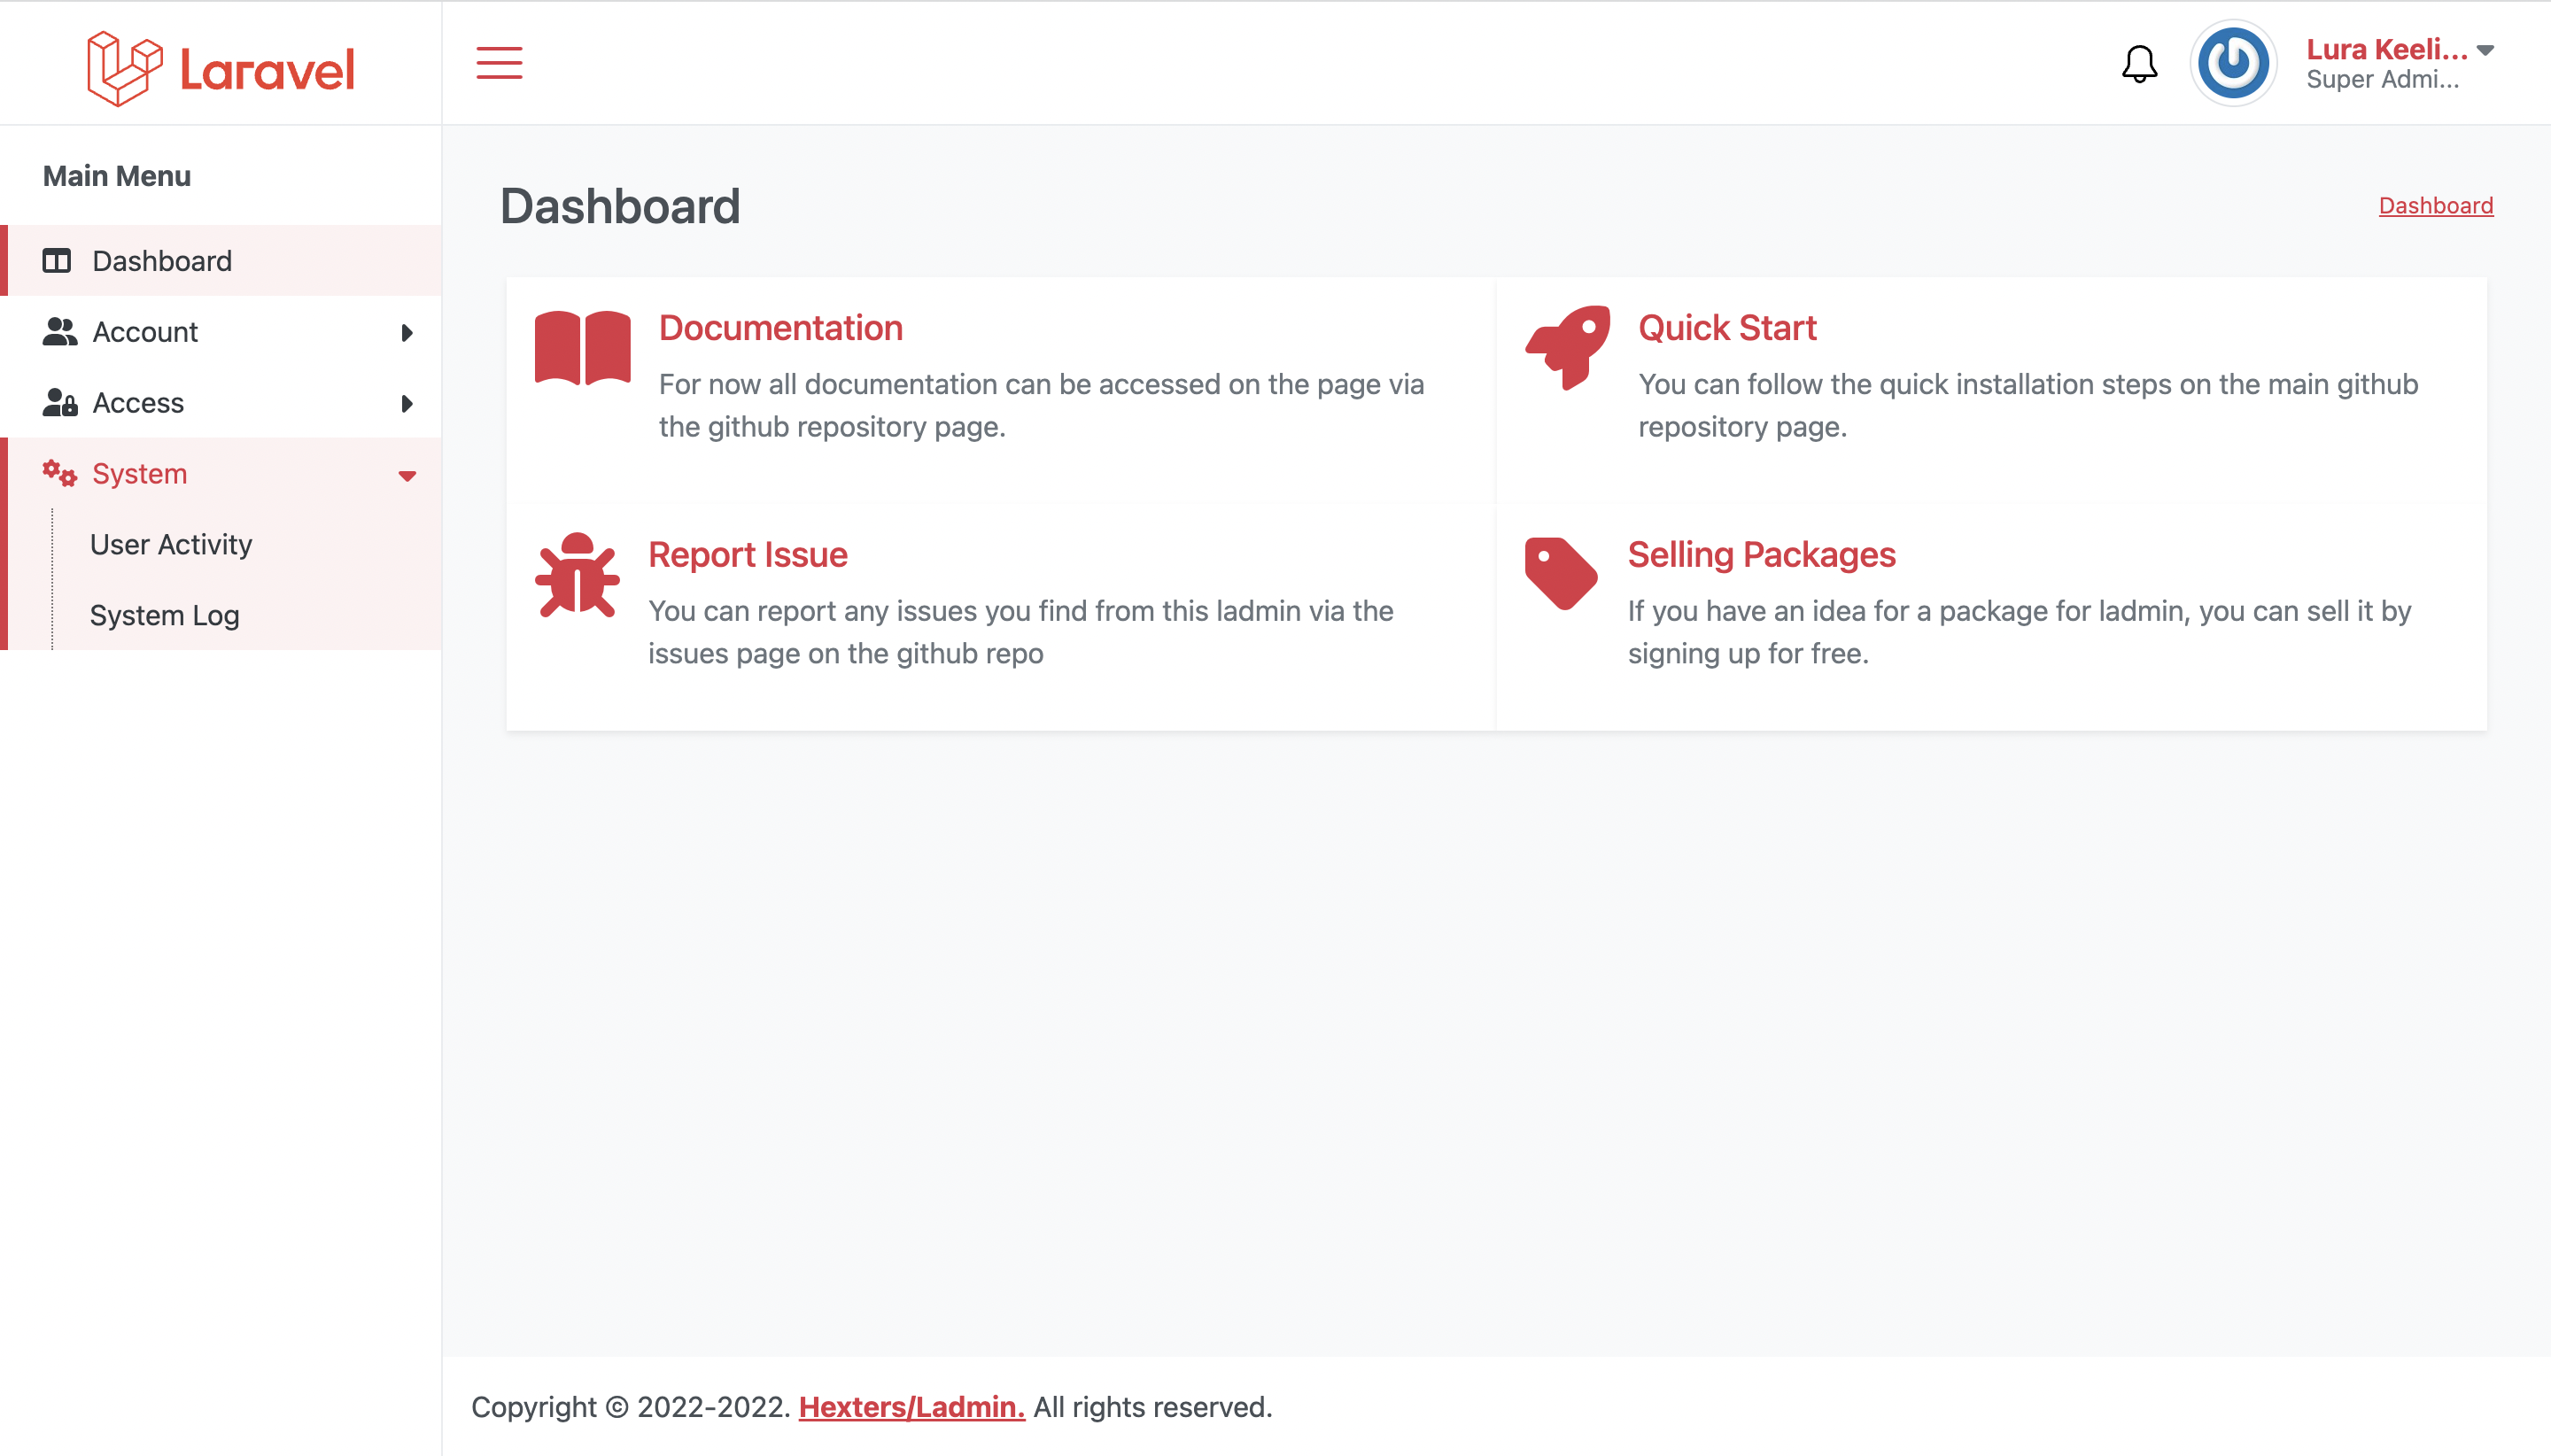 Laravel
Lura Keeli...
Super Admi...
Main Menu
Dashboard
Account
Access
System
User Activity
System Log
Dashboard
Dashboard
Documentation
For now all documentation can be accessed on the page via
the github repository page.
Quick Start
You can follow the quick installation steps on the main github
repository page.
Report Issue
You can report any issues you find from this ladmin via the
issues page on the github repo
Selling Packages
If you have an idea for a package for ladmin, you can sell it by
signing up for free.
Copyright © 2022-2022. Hexters/Ladmin. All rights reserved.